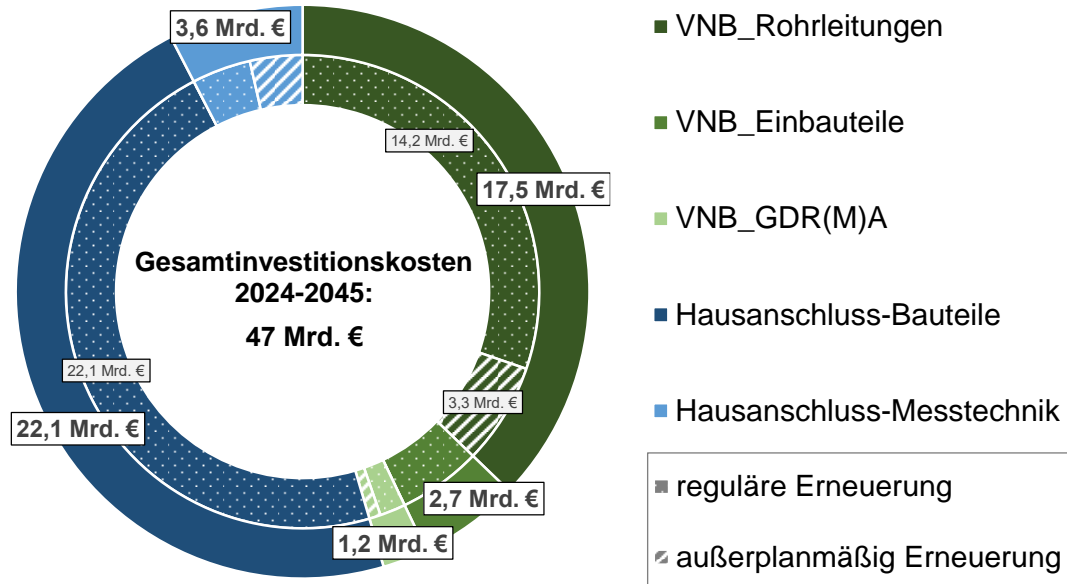 3,6 Mrd. €
14,2 Mrd. €
17,5 Mrd. €
Gesamtinvestitionskosten
2024-2045:
47 Mrd. €
22,1 Mrd. €
3,3 Mrd. €
22,1 Mrd. €
2,7 Mrd. €
1,2 Mrd. €
VNB_Rohrleitungen
VNB_Einbauteile
VNB_GDR(M)A
Hausanschluss-Bauteile
Hausanschluss-Messtechnik
reguläre Erneuerung
außerplanmäßig Erneuerung